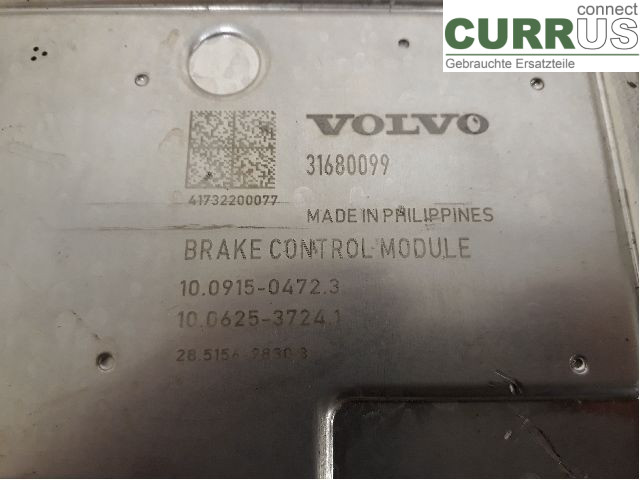 connect
CURRUS
Gebrauchte Ersatzteile
VOLVO
31680099
41732200077
MADE IN PHILIPPINES
BRAKE CONTROL MODULE
10.0915-0472.3
10.0625-3724.1